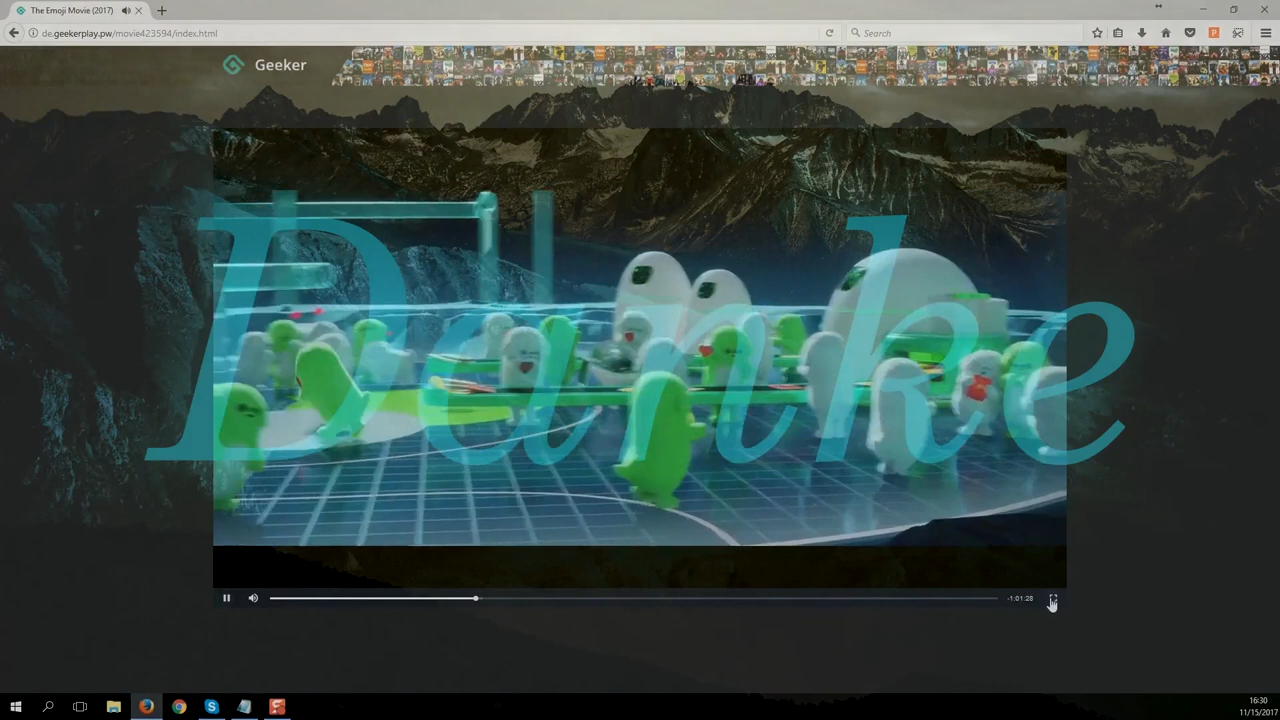 The Emoji Movie (2017)
de.geekerplay.pw/movie423594/index.html
Search
Geeker
Danke
-1:01:28
16:30
11/15/2017